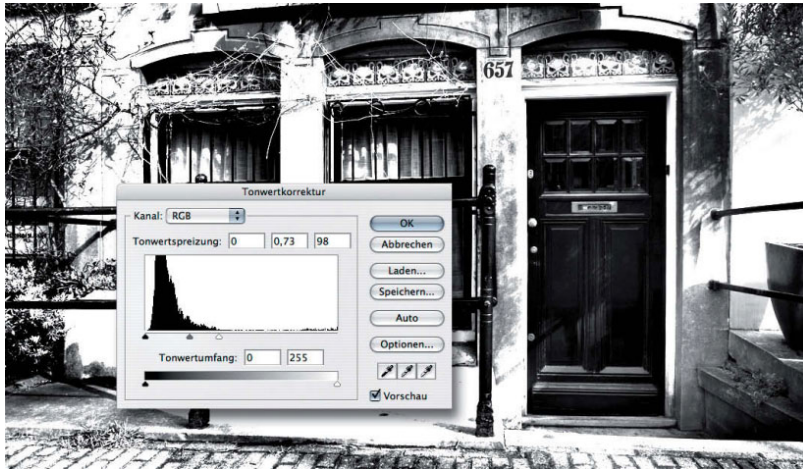 657
Tonwertkorrektur
Kanal: RGB
OK
Tonwertspreizung: 0 0,73 98
Abbrechen
Laden...
Speichern...
Auto
Optionen...
Tonwertumfang: 0 255
Vorschau